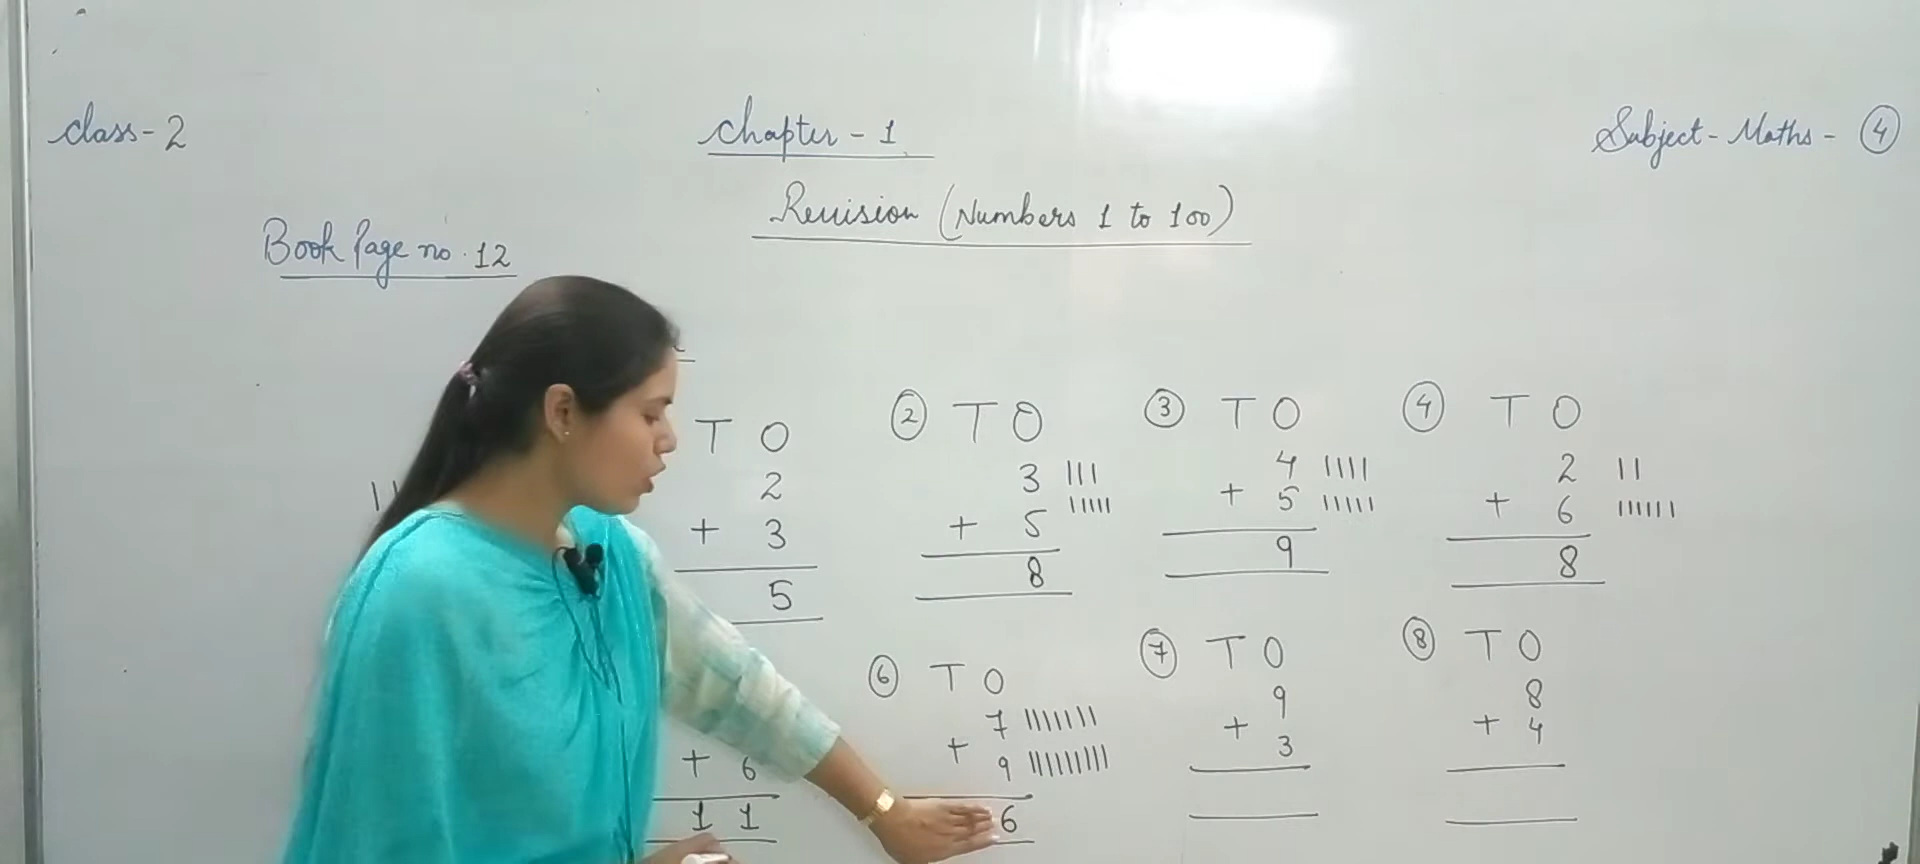 Class-2
Chapter - 1
Subject - Maths - 4
Revision (Numbers 1 to 100)
Book Page no. 12
T O
2
+ 3
5
2 T O
3
+ 5
8
3 T O
4
+ 5
9
4 T O
2
+ 6
8
+ 6
1 1
6 T O
7
+ 9
6
7 T O
9
+ 3
8 T O
8
+ 4